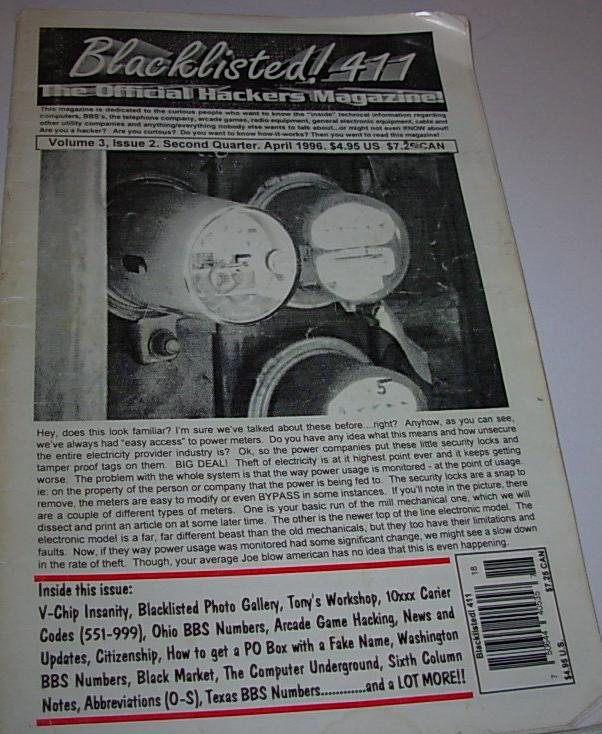 Blacklisted! 411
The Official Hackers Magazine!
This magazine is dedicated to the curious people who want to know the "inside" technical information regarding
computers, BBS's, the telephone company, arcade games, radio equipment, general electronic equipment, cable and
other utility companies and anything/everything nobody else wants to talk about...or might not even KNOW about!
Are you a hacker? Are you curious? Do you want to know how-it-works? Then you want to read this magazine!
Volume 3, Issue 2. Second Quarter. April 1996. $4.95 US $7.25 CAN
5
Hey, does this look familiar? I'm sure we've talked about these before....right? Anyhow, as you can see,
we've always had "easy access" to power meters. Do you have any idea what this means and how unsecure
the entire electricity provider industry is? Ok, so the power companies put these little security locks and
tamper proof tags on them. BIG DEAL! Theft of electricity is at it highest point ever and it keeps getting
worse. The problem with the whole system is that the way power usage is monitored - at the point of usage.
ie: on the property of the person or company that the power is being fed to. The security locks are a snap to
remove, the meters are easy to modify or even BYPASS in some instances. If you'll note in the picture, there
are a couple of different types of meters. One is your basic run of the mill mechanical one, which we will
dissect and print an article on at some later time. The other is the newer top of the line electronic model. The
electronic model is a far, far different beast than the old mechanicals, but they too have their limitations and
faults. Now, if they way power usage was monitored had some significant change, we might see a slow down
in the rate of theft. Though, your average Joe blow american has no idea that this is even happening.
Inside this issue:
V-Chip Insanity, Blacklisted Photo Gallery, Tony's Workshop, 10xxx Carier
Codes (551-999), Ohio BBS Numbers, Arcade Game Hacking, News and
Updates, Citizenship, How to get a PO Box with a Fake Name, Washington
BBS Numbers, Black Market, The Computer Underground, Sixth Column
Notes, Abbreviations (O-S), Texas BBS Numbers............and a LOT MORE!!
Blacklisted! 411
18
7
$4.95 U.S.
$7.25 CAN